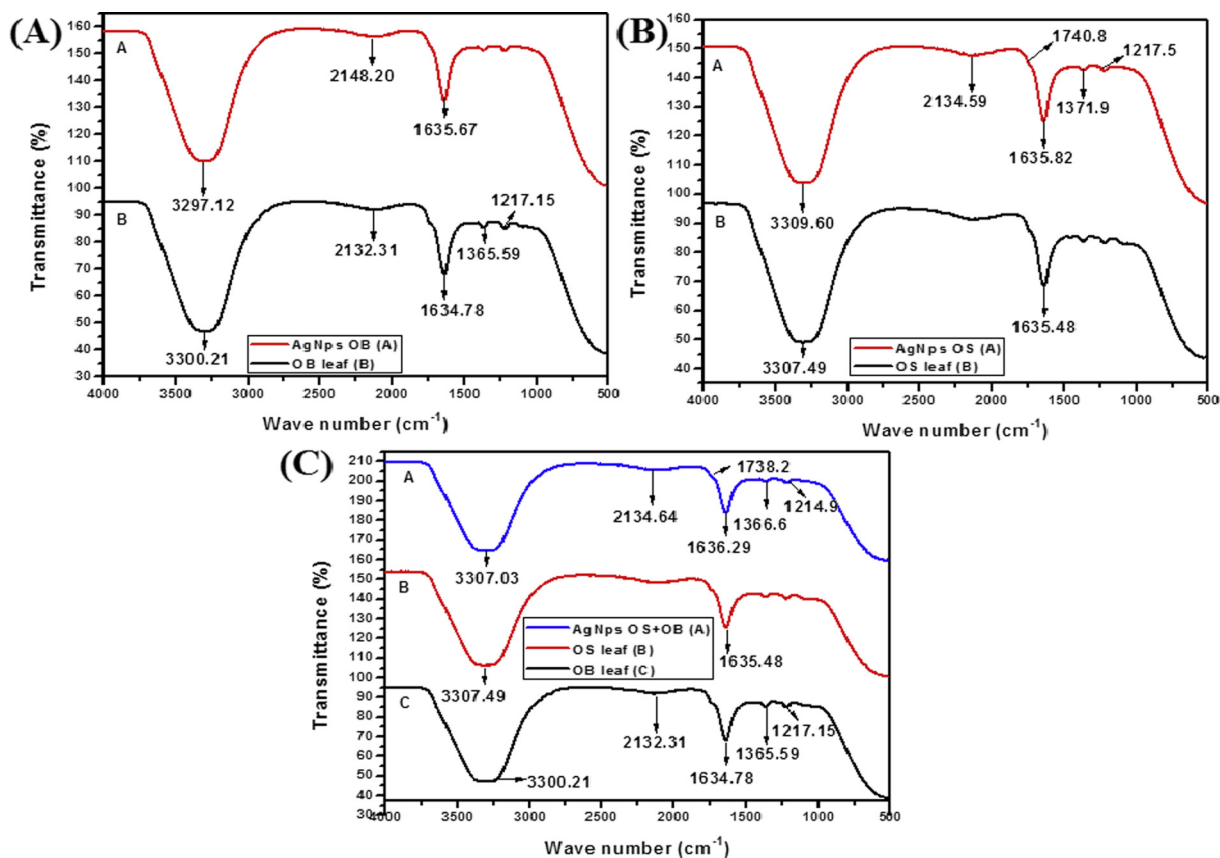 (A)
160
150
140
130
120
110
100
90
80
70
60
50
40
30
Transmittance (%)
A
2148.20
1635.67
3297.12
B
1217.15
2132.31
1365.59
1634.78
3300.21
AgNps OB (A)
OB leaf (B)
4000 3500 3000 2500 2000 1500 1000 500
Wave number (cm-1)
(B)
160
150
140
130
120
110
100
90
80
70
60
50
40
Transmittance (%)
A
1740.8
1217.5
2134.59
1371.9
1635.82
3309.60
B
1635.48
3307.49
AgNps OS (A)
OS leaf (B)
4000 3500 3000 2500 2000 1500 1000 500
Wave number (cm-1)
(C)
210
200
190
180
170
160
150
140
130
120
110
100
90
80
70
60
50
40
30
Transmittance (%)
A
1738.2
2134.64
1366.6
1214.9
1636.29
3307.03
B
AgNps OS+OB (A)
OS leaf (B)
OB leaf (C)
1635.48
3307.49
C
2132.31
1365.59
1217.15
1634.78
3300.21
4000 3500 3000 2500 2000 1500 1000 500
Wave number (cm-1)